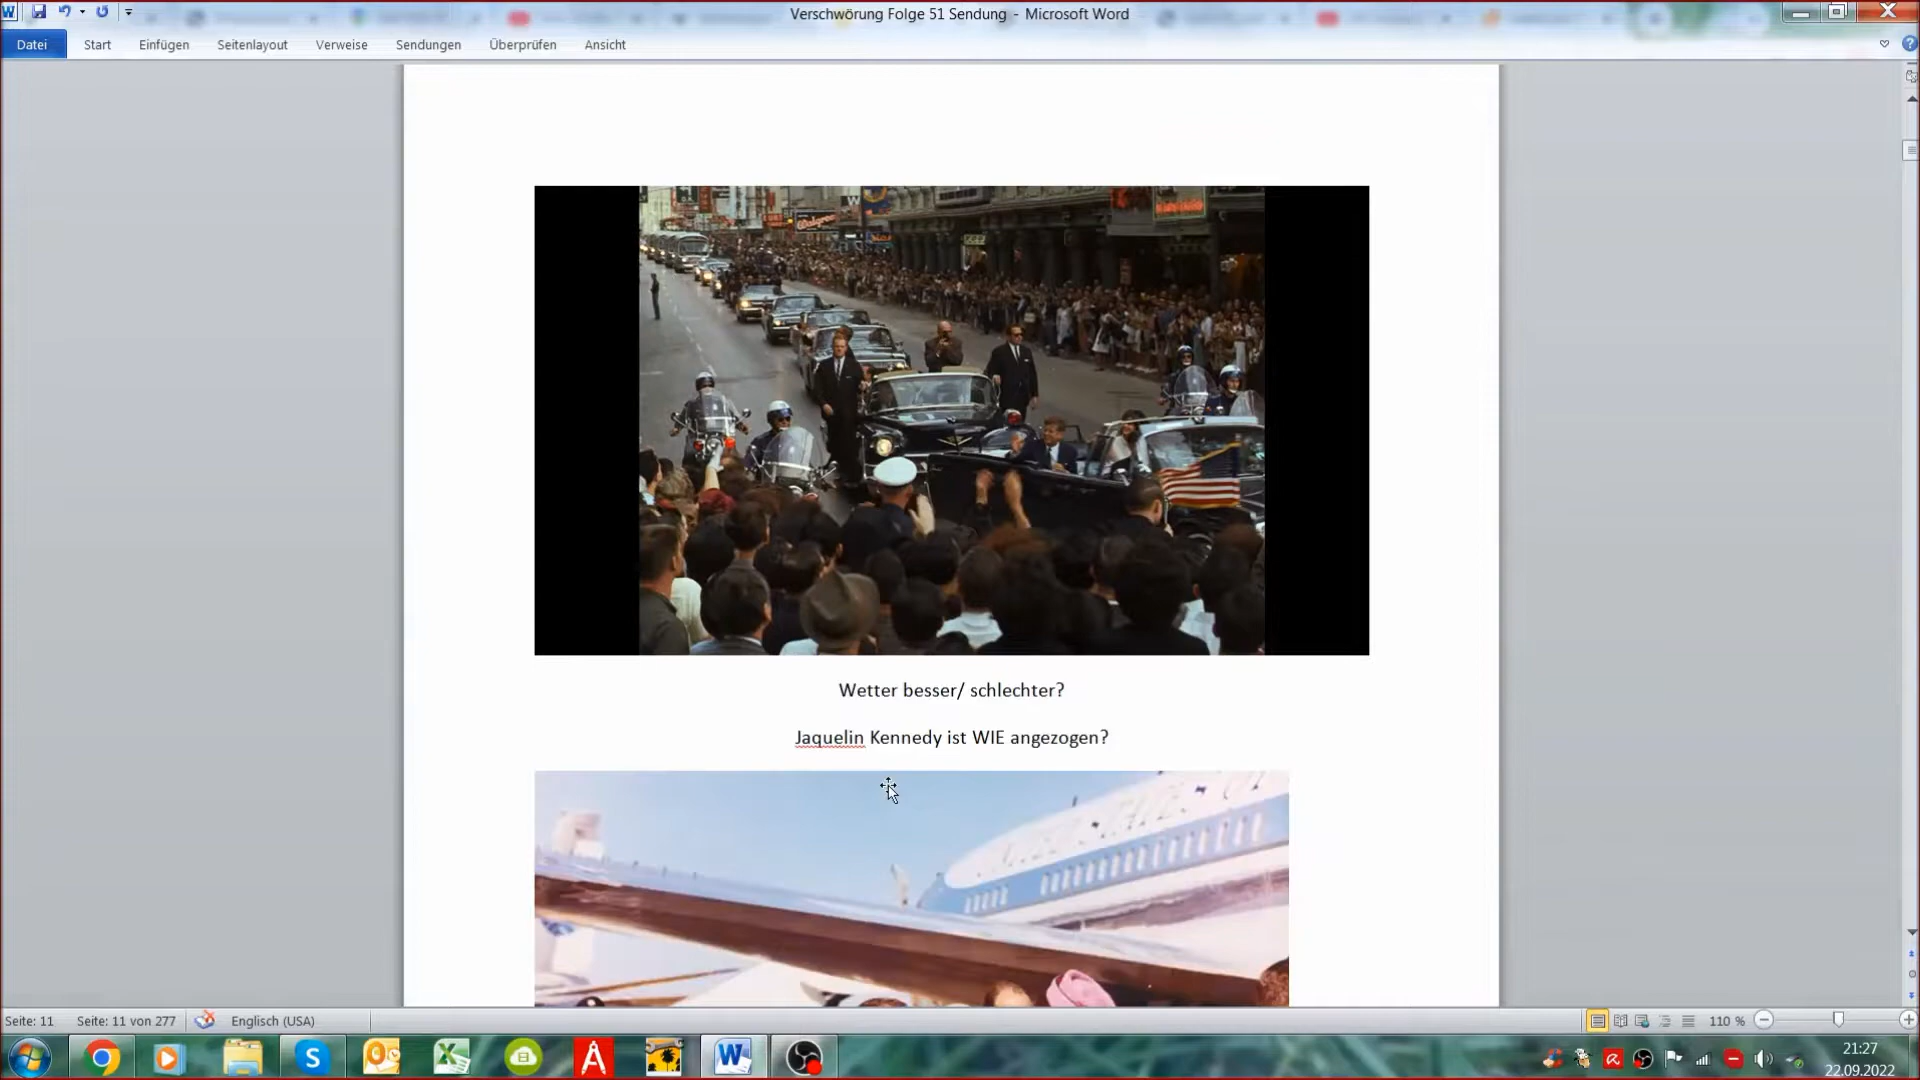 Verschwörung Folge 51 Sendung - Microsoft Word
Datei Start Einfügen Seitenlayout Verweise Sendungen Überprüfen Ansicht
Walgreen
Wetter besser/ schlechter?
Jaquelin Kennedy ist WIE angezogen?
Seite: 11 Seite: 11 von 277 Englisch (USA) 110 %
21:27
22.09.2022